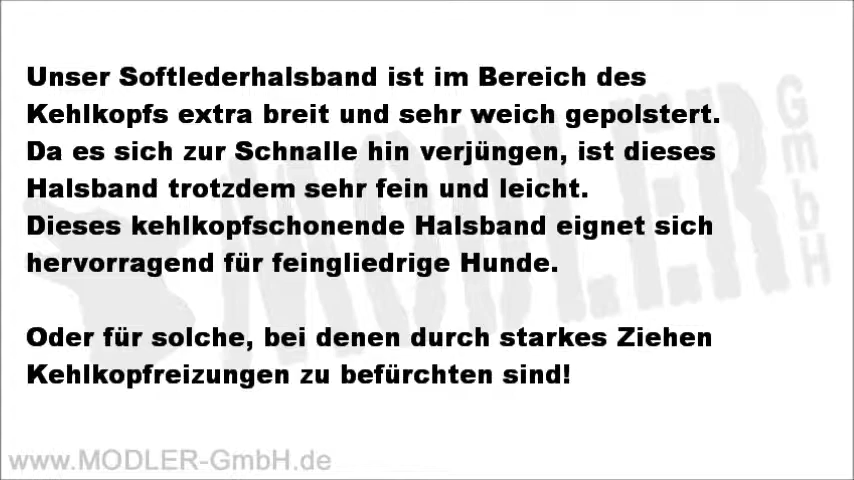 Unser Softlederhalsband ist im Bereich des
Kehlkopfs extra breit und sehr weich gepolstert.
Da es sich zur Schnalle hin verjüngen, ist dieses
Halsband trotzdem sehr fein und leicht.
Dieses kehlkopfschonende Halsband eignet sich
hervorragend für feingliedrige Hunde.
Oder für solche, bei denen durch starkes Ziehen
Kehlkopfreizungen zu befürchten sind!
MODLER
GmbH
www.MODLER-GmbH.de